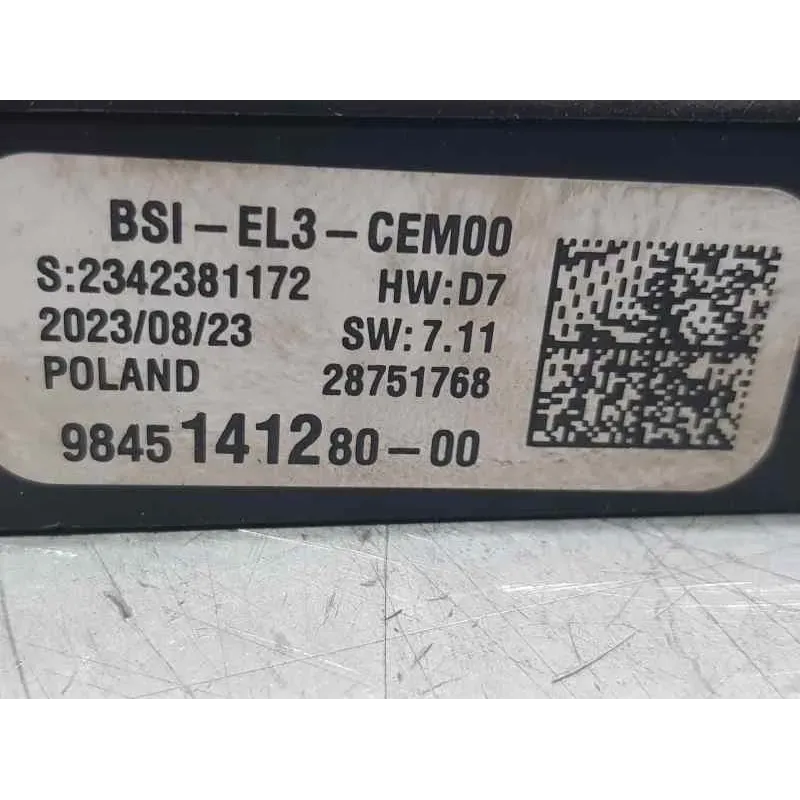 BSI-EL3-CEM00
S:2342381172 HW:D7
2023/08/23 SW:7.11
POLAND 28751768
9845141280-00